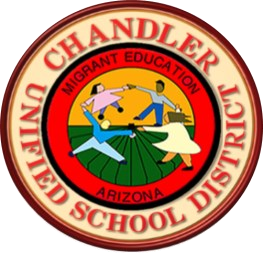 CHANDLER
UNIFIED SCHOOL DISTRICT
MIGRANT EDUCATION
ARIZONA